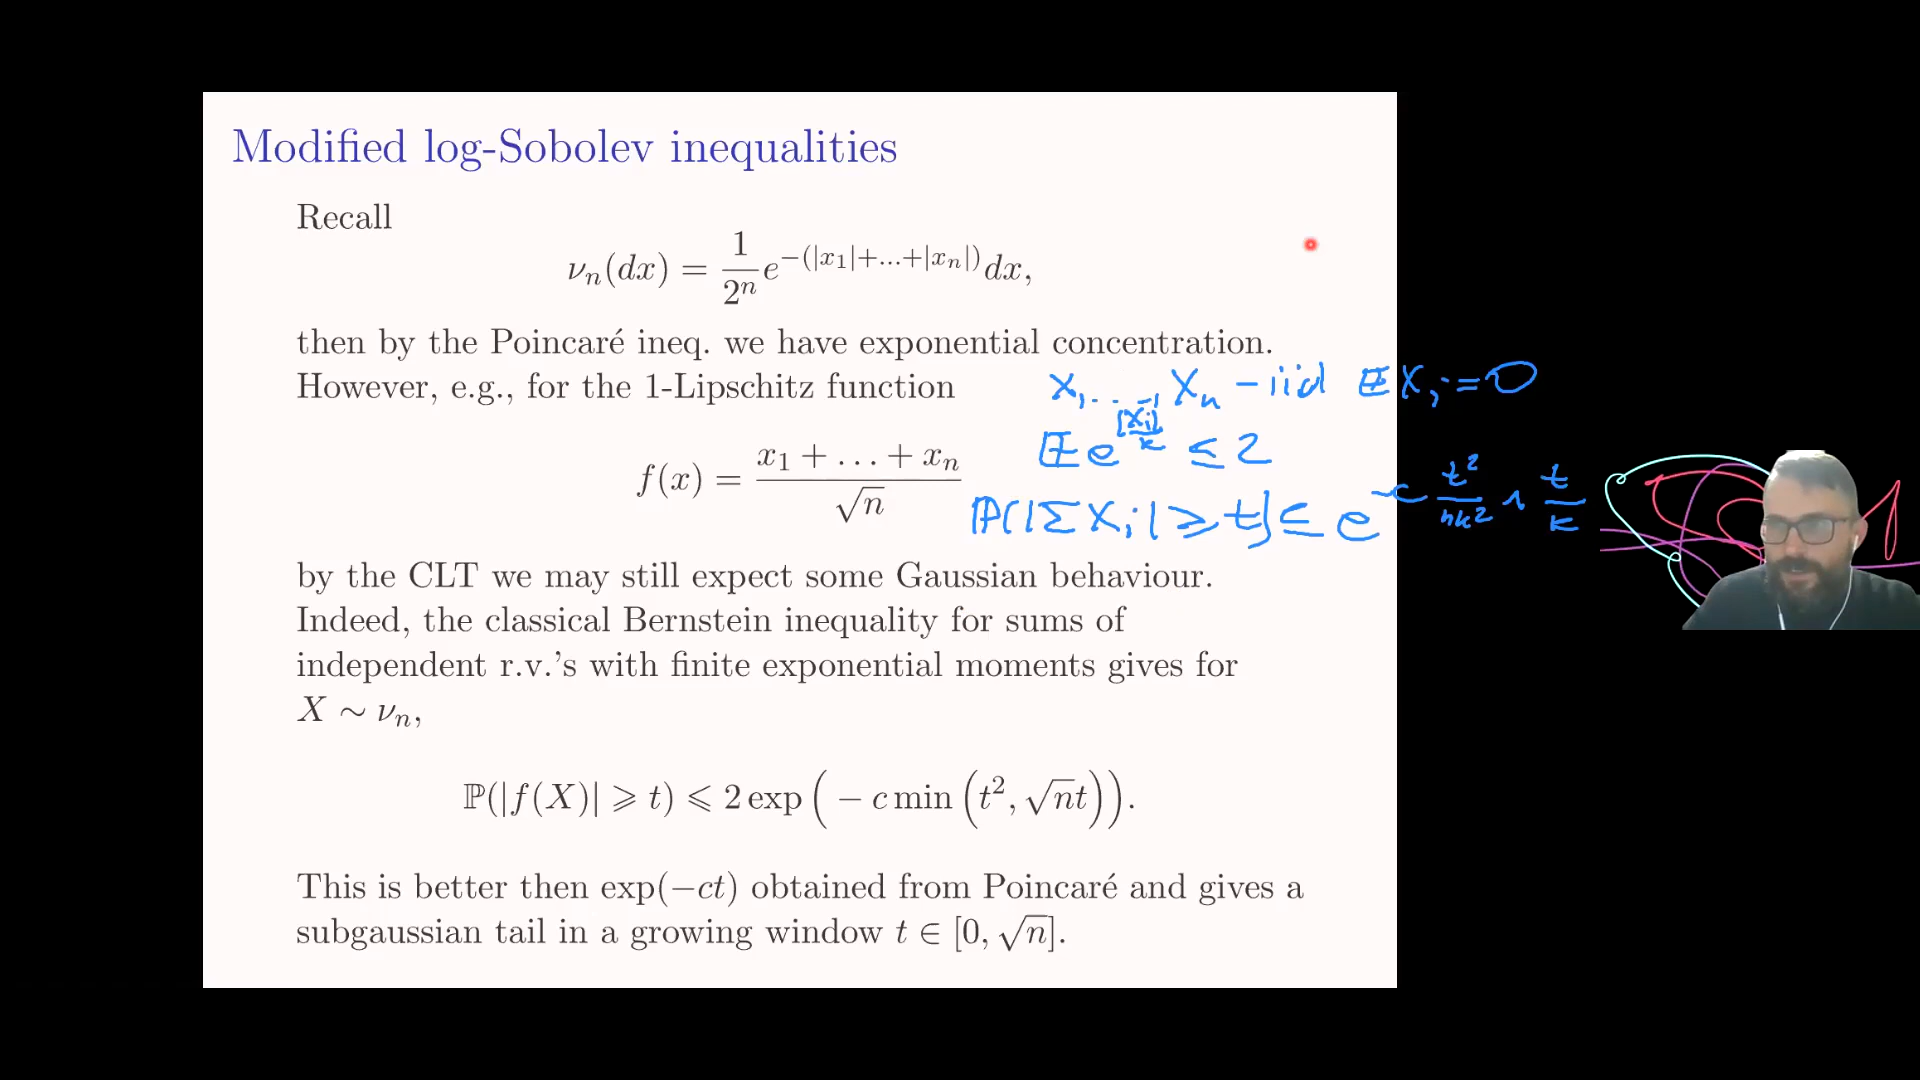 Modified log-Sobolev inequalities
Recall
νₙ(dx) = 1/2ⁿ e^{−(|x₁|+...+|xₙ|)} dx,
then by the Poincaré ineq. we have exponential concentration.
However, e.g., for the 1-Lipschitz function
X₁, ..., Xₙ – iid 𝔼Xᵢ = 0
𝔼e^{|Xᵢ|/k} ≤ 2
f(x) = (x₁ + ... + xₙ)/√n
ℙ(|ΣXᵢ| ≥ t) ≤ e^{−c t²/nk² ∧ t/k}
by the CLT we may still expect some Gaussian behaviour.
Indeed, the classical Bernstein inequality for sums of
independent r.v.'s with finite exponential moments gives for
X ∼ νₙ,
ℙ(|f(X)| ⩾ t) ⩽ 2 exp( − c min (t², √nt)).
This is better then exp(−ct) obtained from Poincaré and gives a
subgaussian tail in a growing window t ∈ [0, √n].